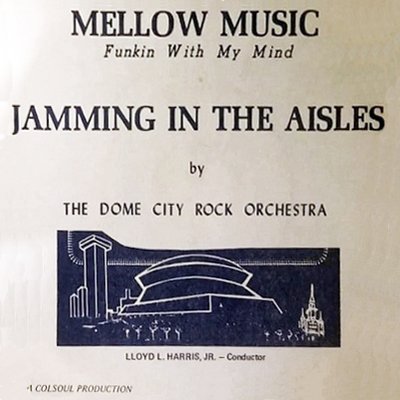 MELLOW MUSIC
Funkin With My Mind
JAMMING IN THE AISLES
by
THE DOME CITY ROCK ORCHESTRA
LLOYD L. HARRIS, JR. – Conductor
A COLSOUL PRODUCTION